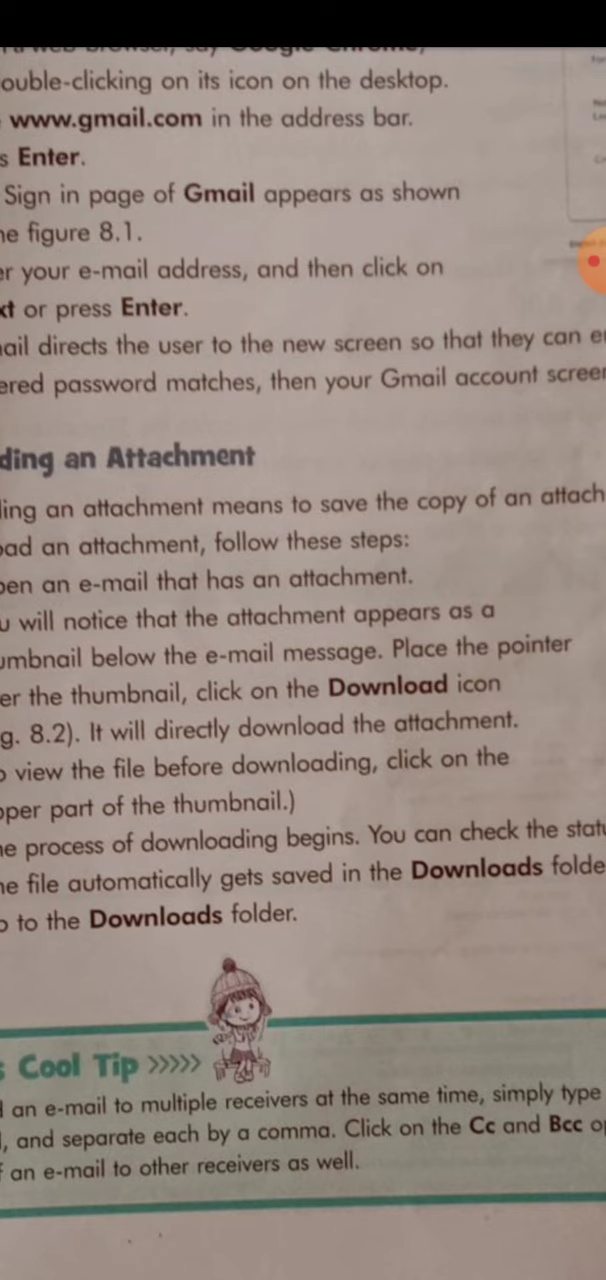 ouble-clicking on its icon on the desktop.
www.gmail.com in the address bar.
s Enter.
Sign in page of Gmail appears as shown
ne figure 8.1.
er your e-mail address, and then click on
xt or press Enter.
ail directs the user to the new screen so that they can e
ered password matches, then your Gmail account screen
ding an Attachment
ing an attachment means to save the copy of an attach
oad an attachment, follow these steps:
pen an e-mail that has an attachment.
u will notice that the attachment appears as a
umbnail below the e-mail message. Place the pointer
er the thumbnail, click on the Download icon
g. 8.2). It will directly download the attachment.
o view the file before downloading, click on the
pper part of the thumbnail.)
he process of downloading begins. You can check the statu
he file automatically gets saved in the Downloads folde
o to the Downloads folder.
s Cool Tip >>>>>
d an e-mail to multiple receivers at the same time, simply type
l, and separate each by a comma. Click on the Cc and Bcc op
f an e-mail to other receivers as well.